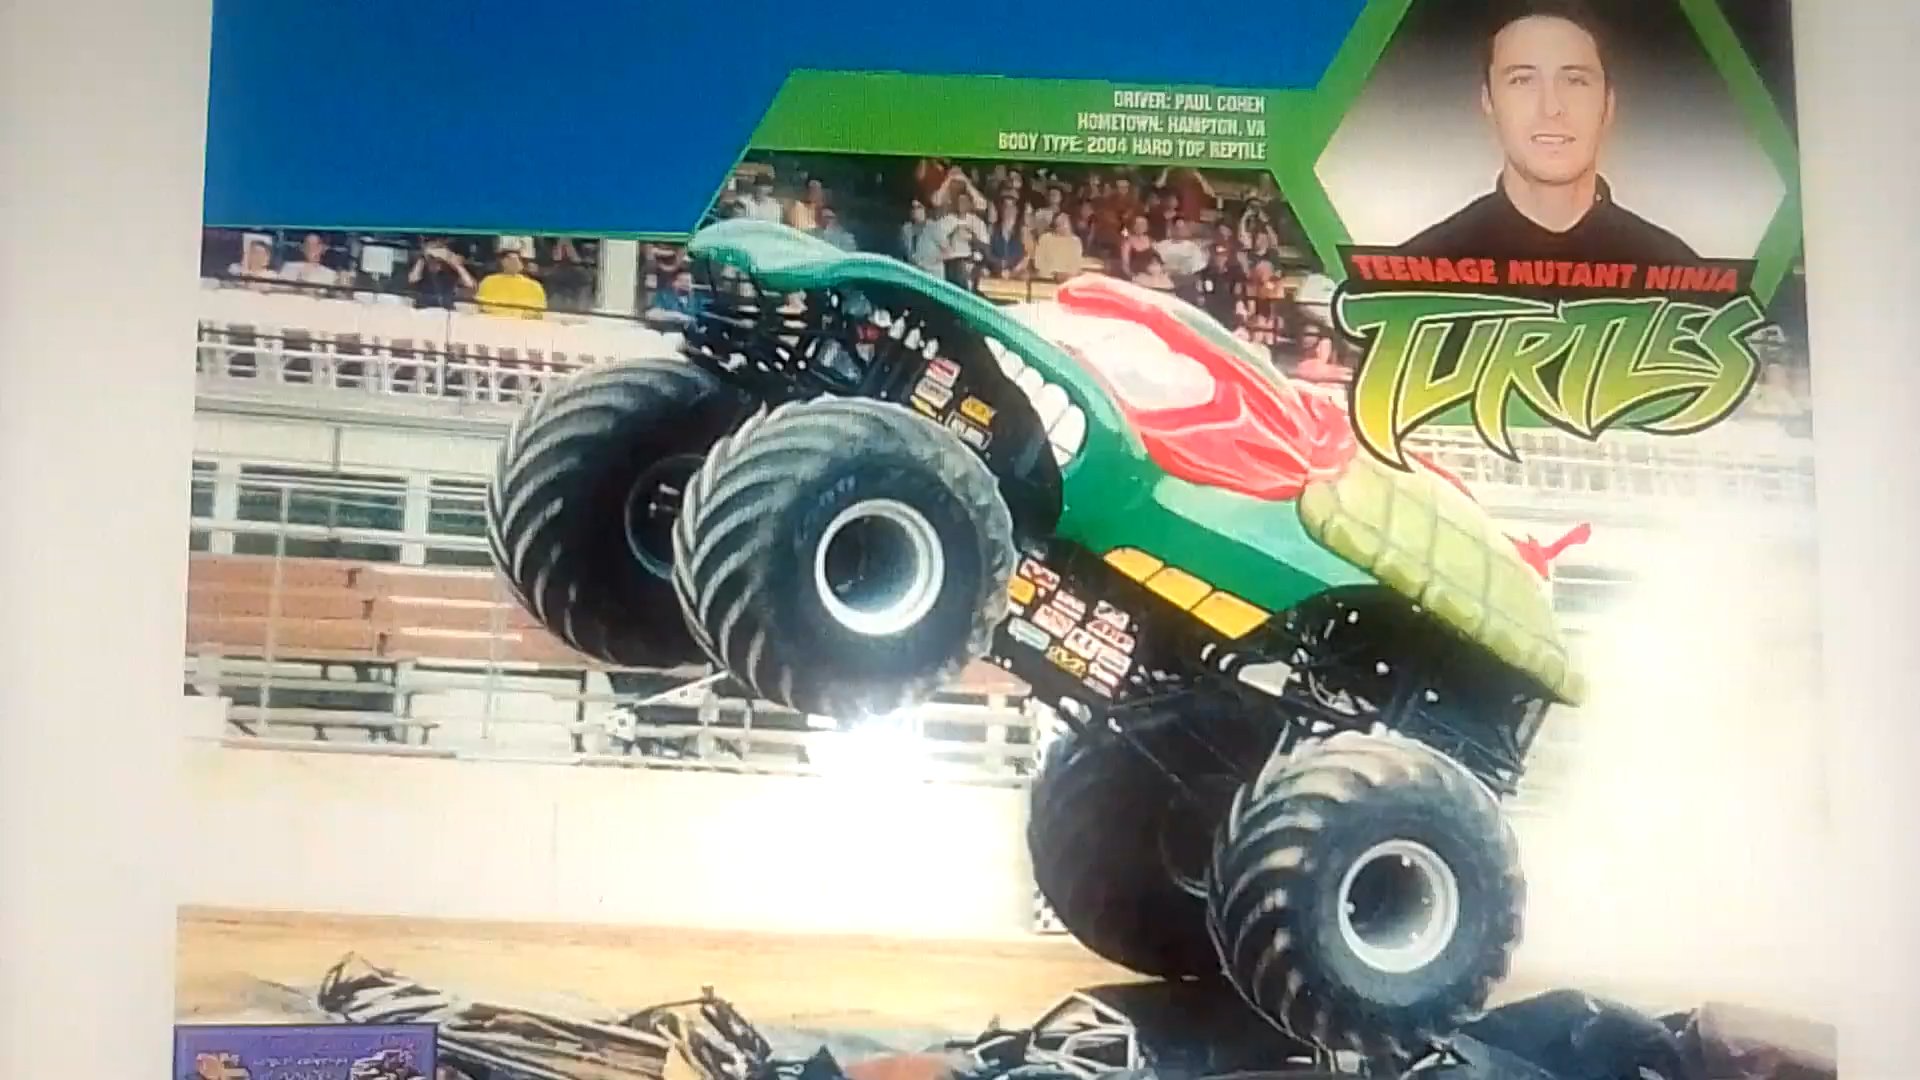 DRIVER: PAUL COHEN
HOMETOWN: HAMPTON, VA
BODY TYPE: 2004 HARD TOP REPTILE
TEENAGE MUTANT NINJA
TURTLES